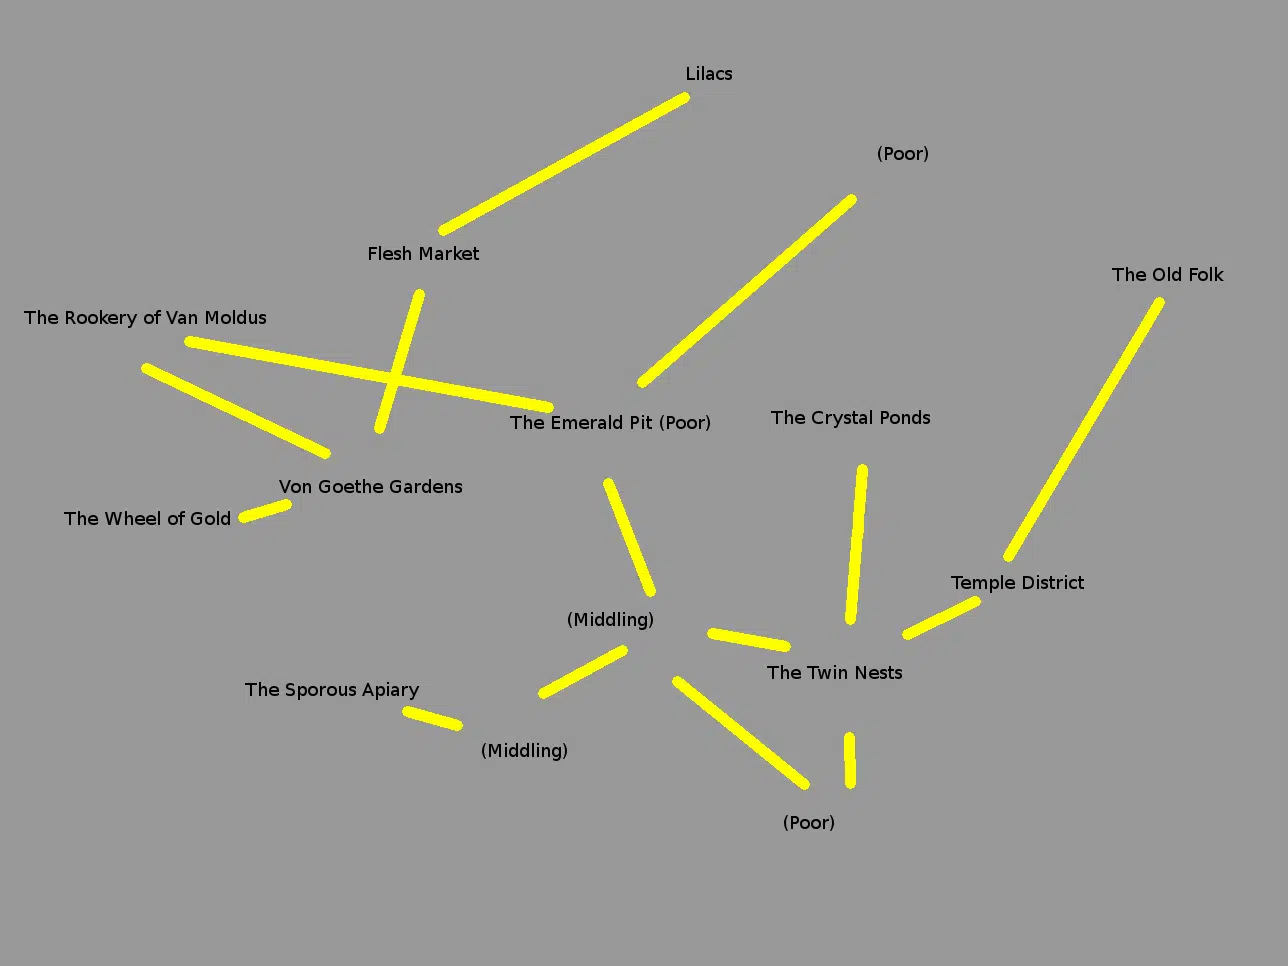 Lilacs
(Poor)
Flesh Market
The Old Folk
The Rookery of Van Moldus
The Emerald Pit (Poor)
The Crystal Ponds
Von Goethe Gardens
The Wheel of Gold
Temple District
(Middling)
The Twin Nests
The Sporous Apiary
(Middling)
(Poor)